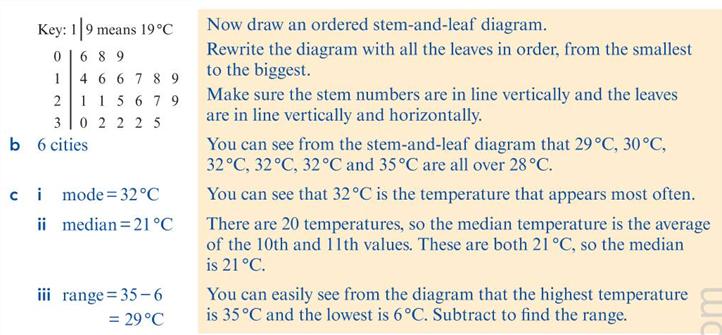 Key: 1|9 means 19 °C
0 | 6 8 9
1 | 4 6 6 7 8 9
2 | 1 1 5 6 7 9
3 | 0 2 2 2 5
Now draw an ordered stem-and-leaf diagram.
Rewrite the diagram with all the leaves in order, from the smallest
to the biggest.
Make sure the stem numbers are in line vertically and the leaves
are in line vertically and horizontally.
b 6 cities
You can see from the stem-and-leaf diagram that 29 °C, 30 °C,
32 °C, 32 °C, 32 °C and 35 °C are all over 28 °C.
c i mode = 32 °C
You can see that 32 °C is the temperature that appears most often.
ii median = 21 °C
There are 20 temperatures, so the median temperature is the average
of the 10th and 11th values. These are both 21 °C, so the median
is 21 °C.
iii range = 35 − 6
= 29 °C
You can easily see from the diagram that the highest temperature
is 35 °C and the lowest is 6 °C. Subtract to find the range.
om